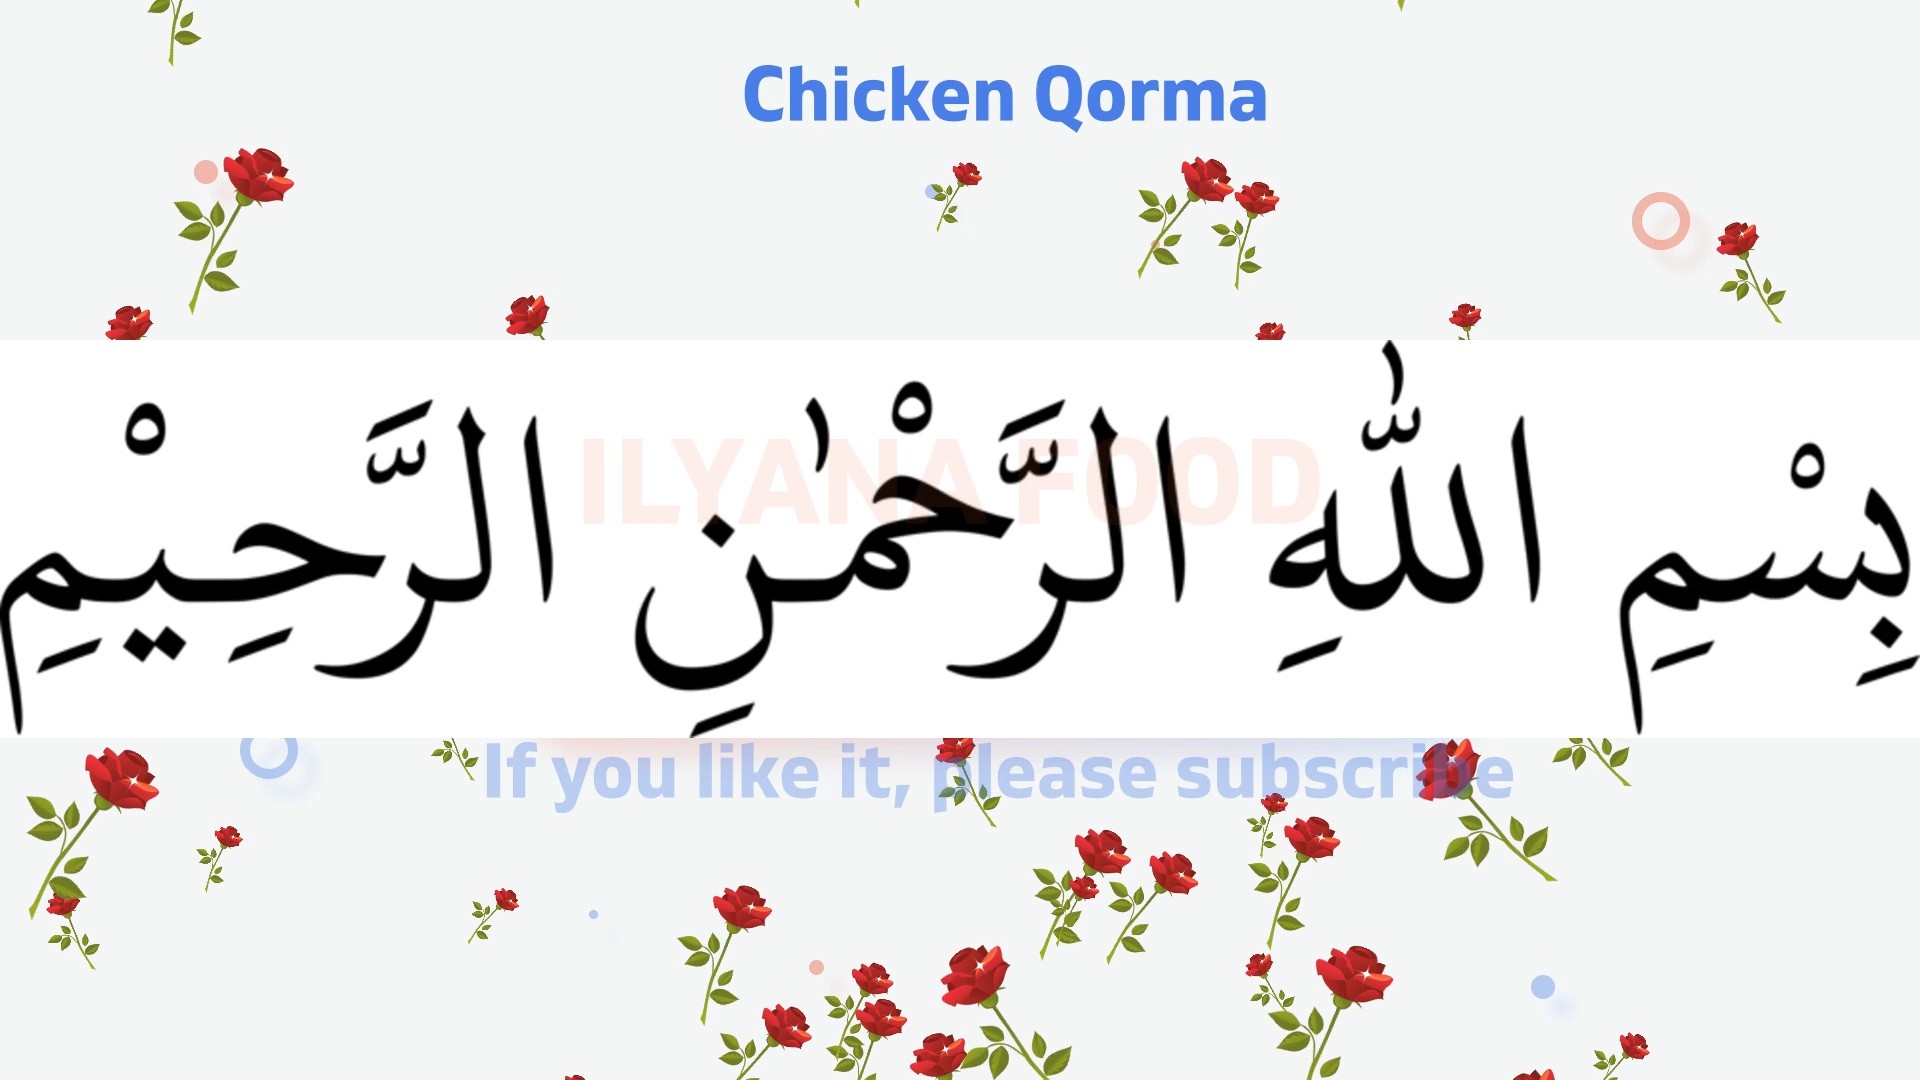 Chicken Qorma
ILYANA FOOD
بِسْمِ اللّٰهِ الرَّحْمٰنِ الرَّحِيْمِ
If you like it, please subscribe